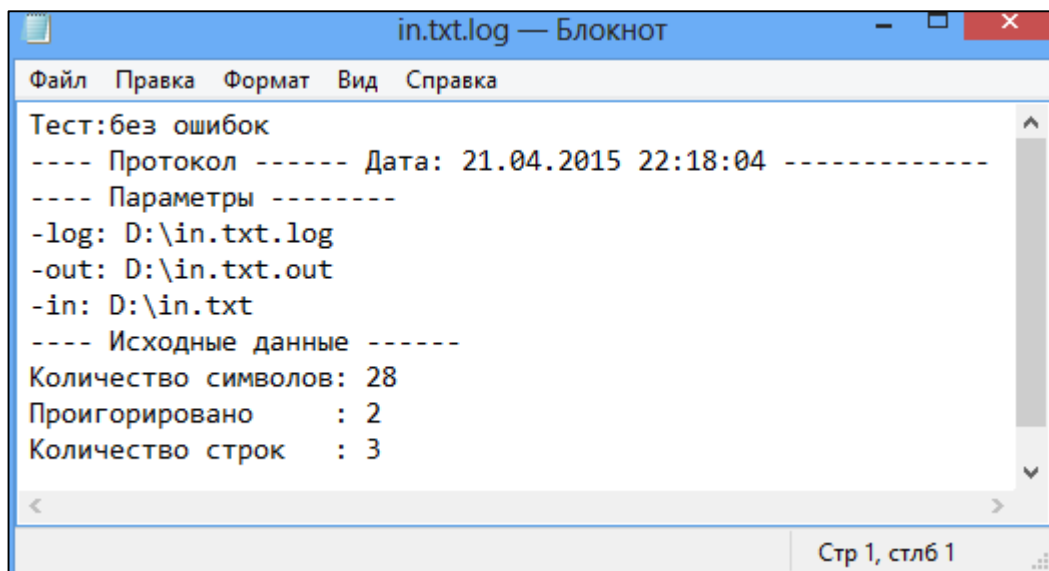 in.txt.log — Блокнот
Файл Правка Формат Вид Справка
Тест:без ошибок
---- Протокол ------ Дата: 21.04.2015 22:18:04 -------------
---- Параметры --------
-log: D:\in.txt.log
-out: D:\in.txt.out
-in: D:\in.txt
---- Исходные данные ------
Количество символов: 28
Проигорировано     : 2
Количество строк   : 3
Стр 1, стлб 1